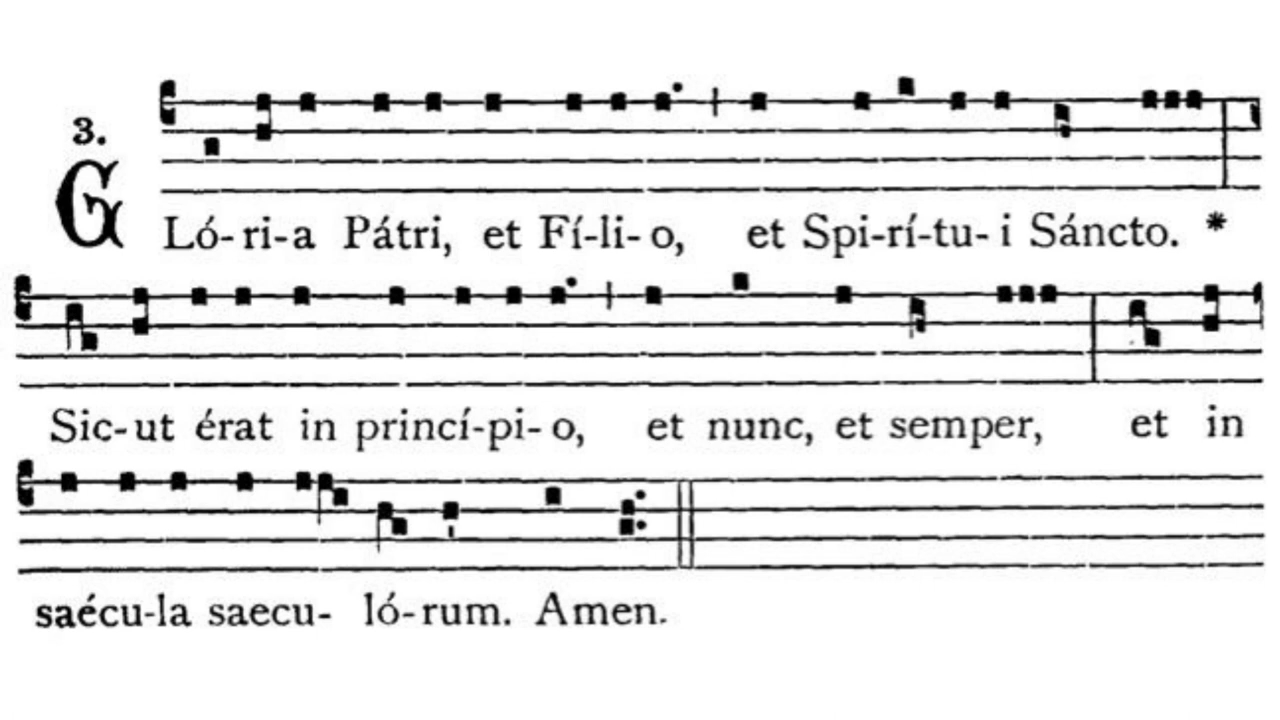 3.
GLó-ri-a Pátri, et Fí-li-o, et Spi-rí-tu-i Sáncto. *
Sic-ut érat in princí-pi-o, et nunc, et semper, et in
saécu-la saecu- ló-rum. Amen.